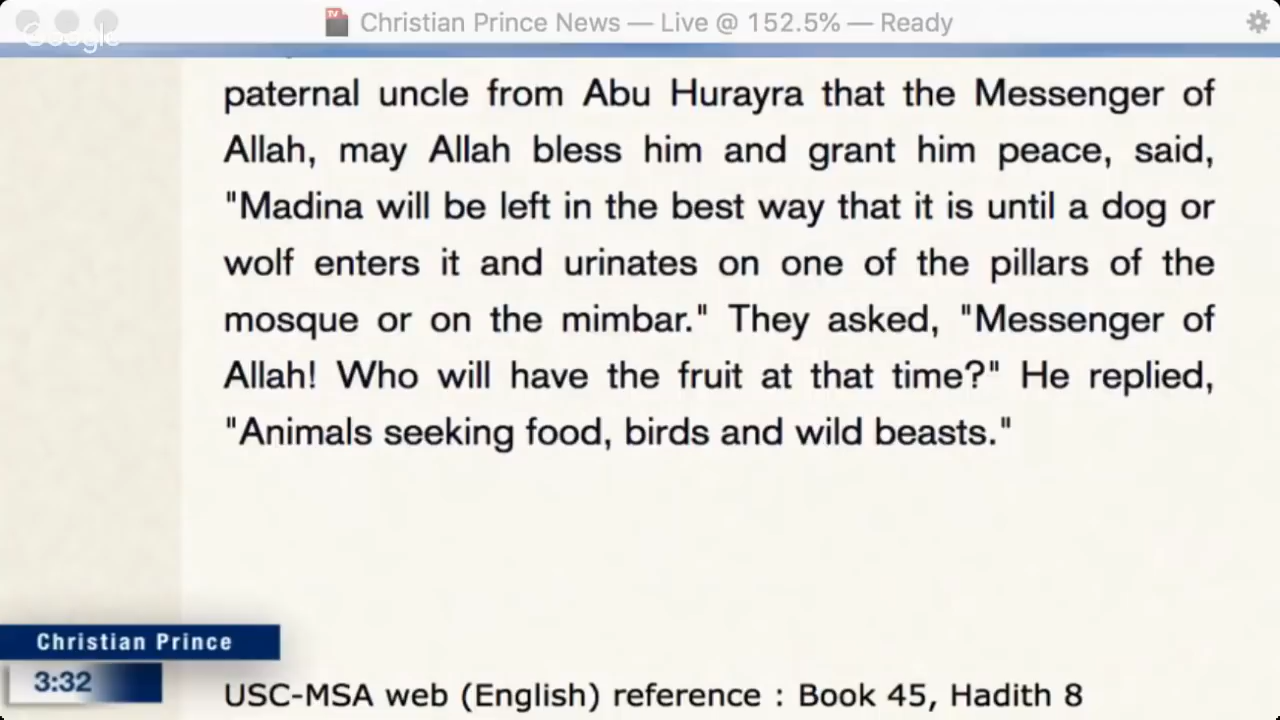 Christian Prince News — Live @ 152.5% — Ready
Google
paternal uncle from Abu Hurayra that the Messenger of
Allah, may Allah bless him and grant him peace, said,
"Madina will be left in the best way that it is until a dog or
wolf enters it and urinates on one of the pillars of the
mosque or on the mimbar." They asked, "Messenger of
Allah! Who will have the fruit at that time?" He replied,
"Animals seeking food, birds and wild beasts."
Christian Prince
3:32
USC-MSA web (English) reference : Book 45, Hadith 8